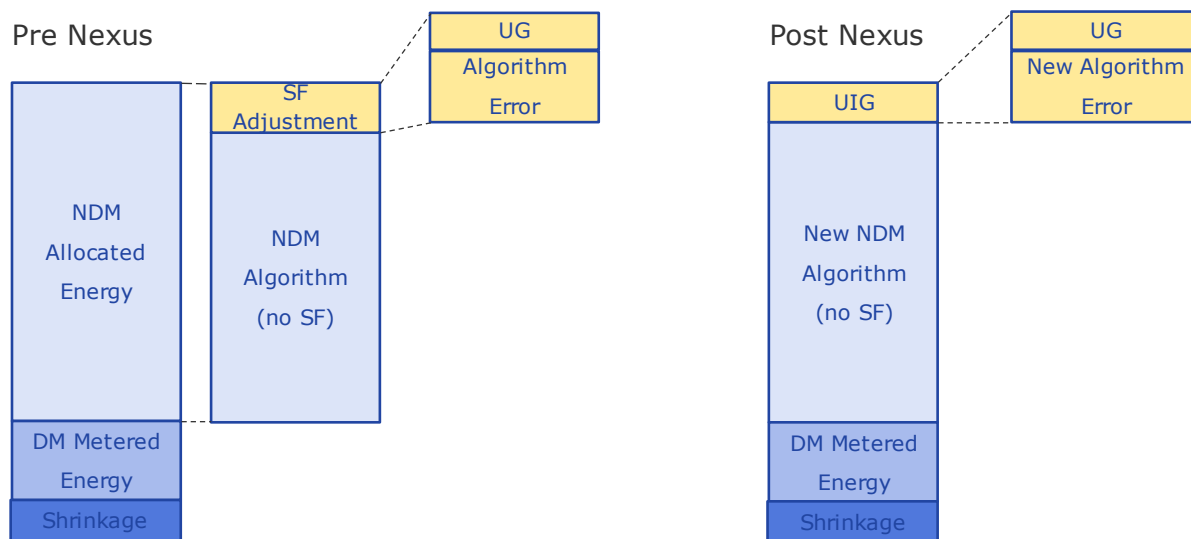 Pre Nexus
UG
Algorithm
Error
SF
Adjustment
NDM
Allocated
Energy
NDM
Algorithm
(no SF)
DM Metered
Energy
Shrinkage
Post Nexus
UG
New Algorithm
Error
UIG
New NDM
Algorithm
(no SF)
DM Metered
Energy
Shrinkage